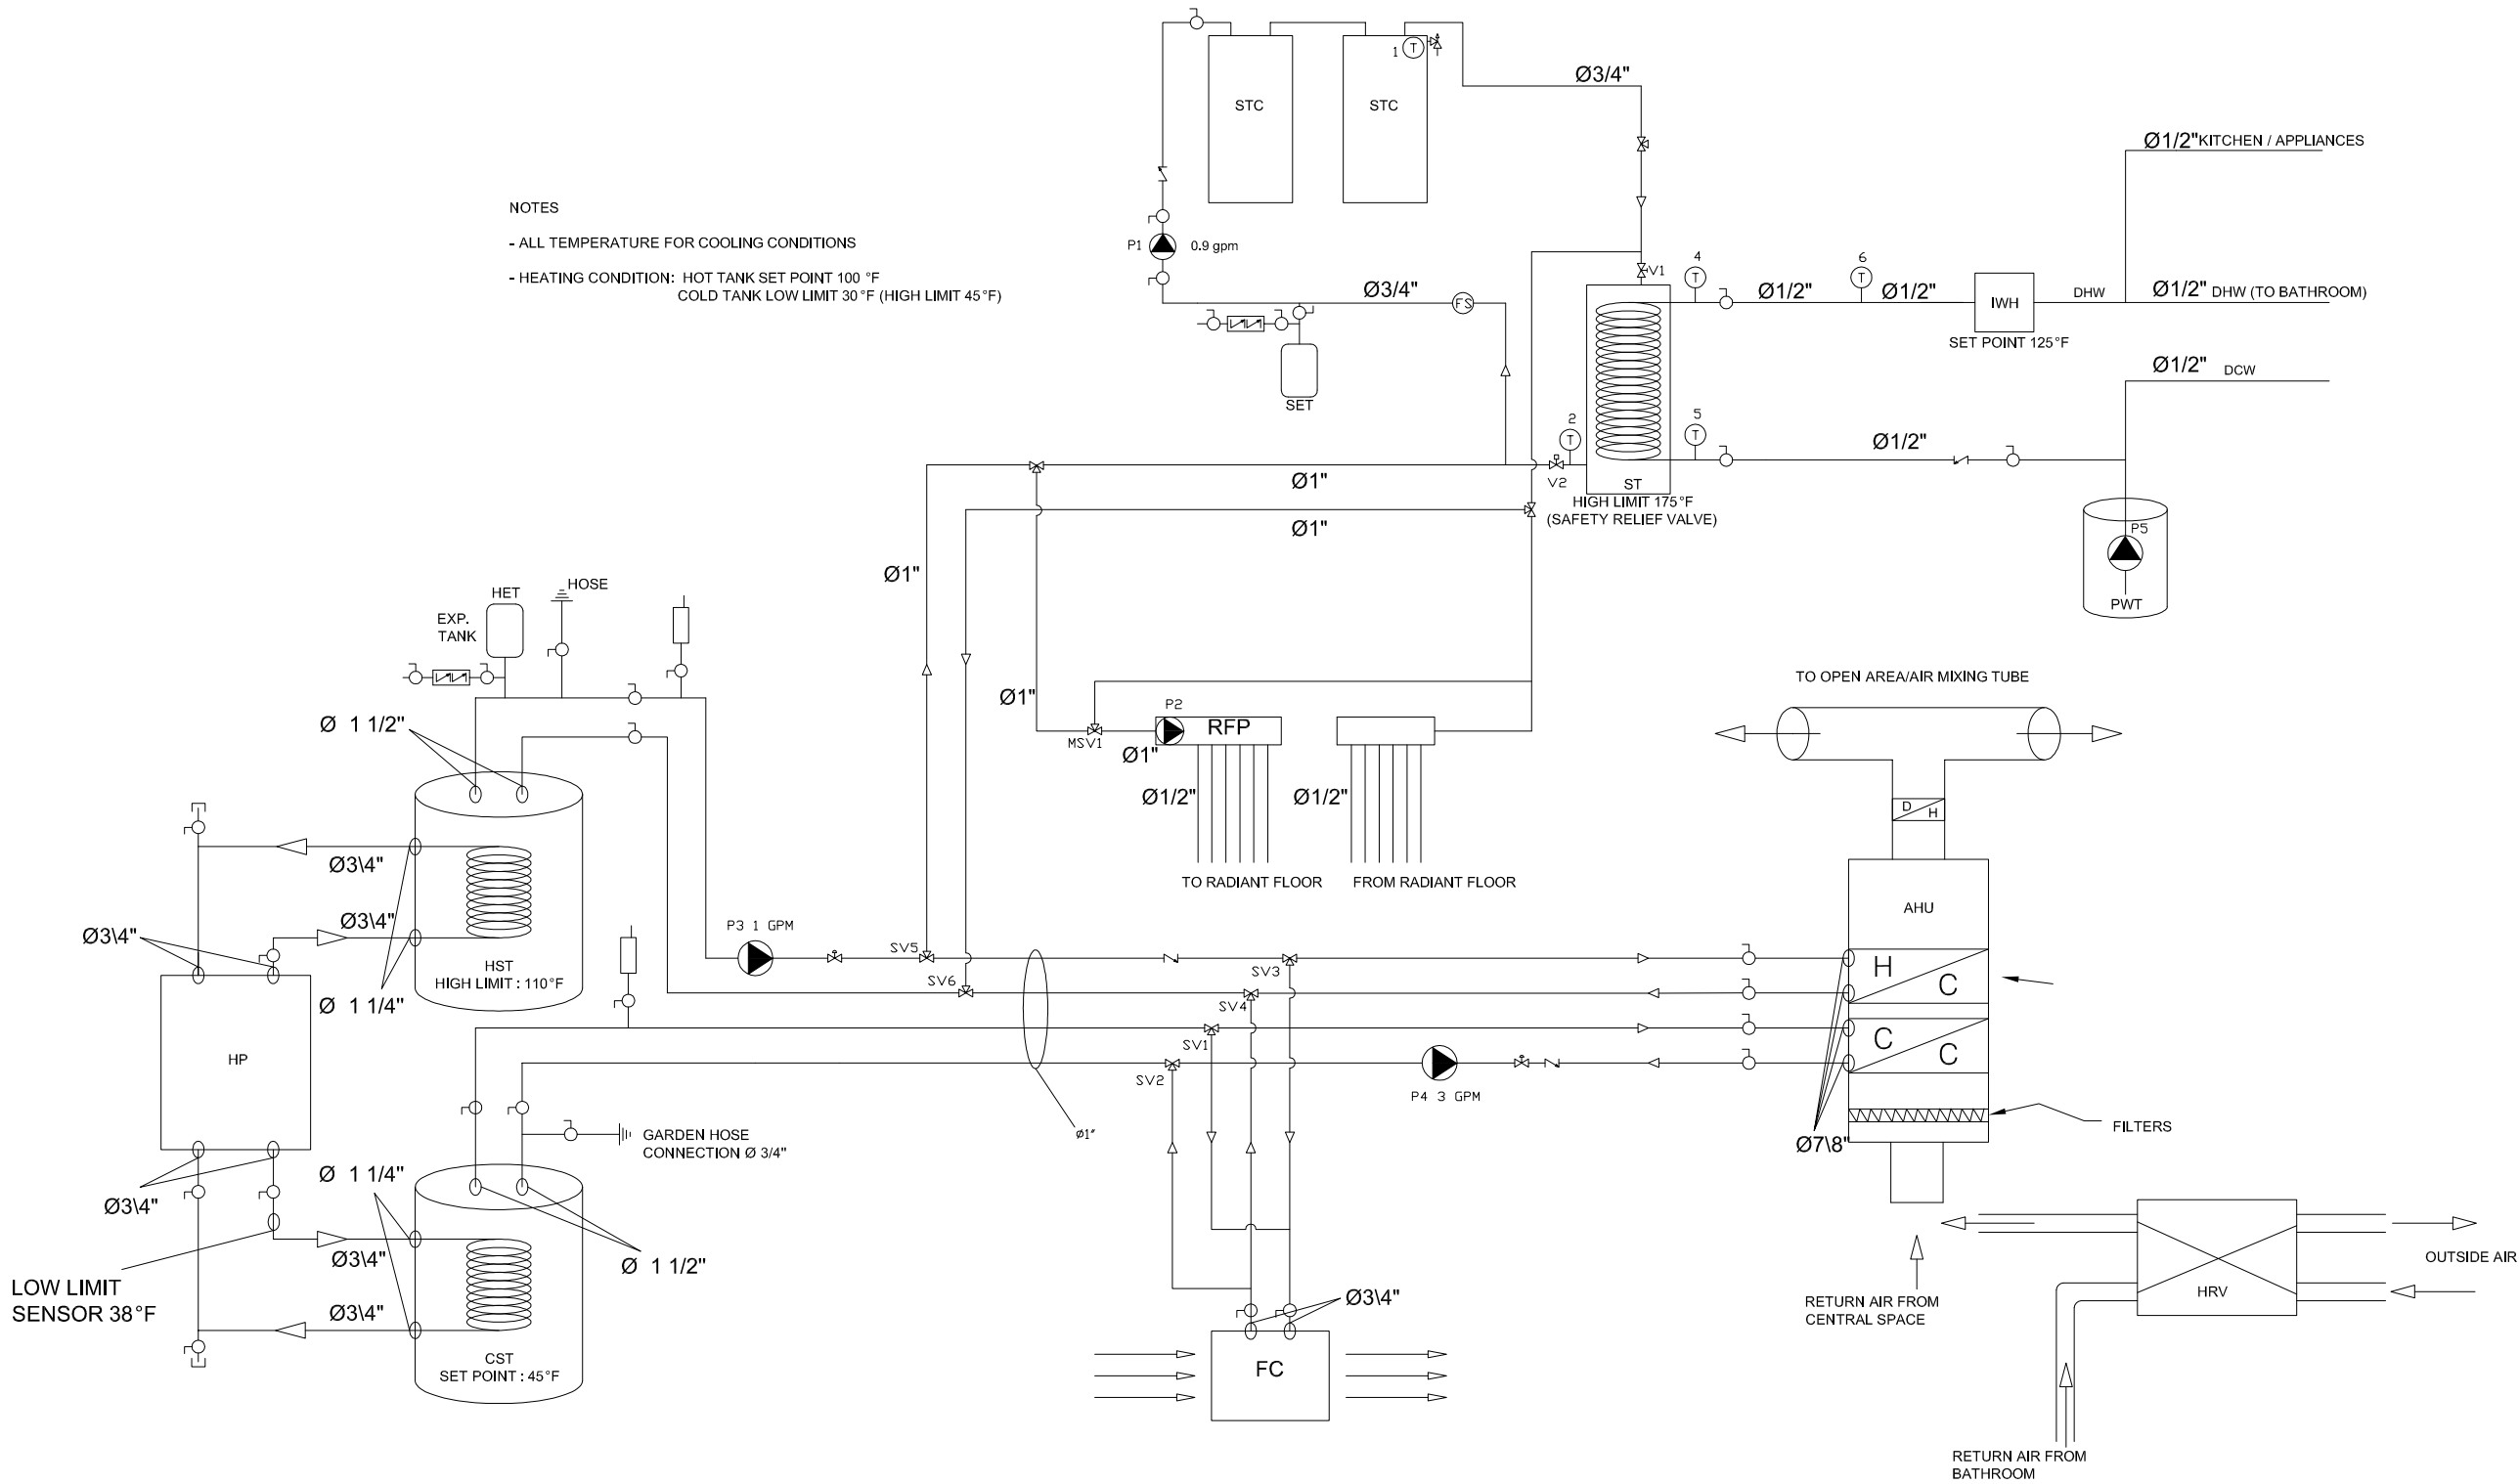 1
T
STC
STC
Ø3/4"
Ø1/2" KITCHEN / APPLIANCES
NOTES
- ALL TEMPERATURE FOR COOLING CONDITIONS
- HEATING CONDITION: HOT TANK SET POINT 100 °F
COLD TANK LOW LIMIT 30 °F (HIGH LIMIT 45°F)
P1
0.9 gpm
Ø3/4"
FS
V1
4
T
6
T
Ø1/2"
Ø1/2"
IWH
DHW
Ø1/2" DHW (TO BATHROOM)
SET POINT 125°F
SET
Ø1/2" DCW
2
T
5
T
Ø1/2"
V2
Ø1"
ST
HIGH LIMIT 175°F
(SAFETY RELIEF VALVE)
Ø1"
P5
PWT
Ø1"
HET
HOSE
EXP.
TANK
Ø 1 1/2"
Ø1"
P2
RFP
MSV1
Ø1"
Ø1/2"
Ø1/2"
TO RADIANT FLOOR
FROM RADIANT FLOOR
TO OPEN AREA/AIR MIXING TUBE
D
H
AHU
Ø3\4"
Ø3\4"
Ø3\4"
HST
HIGH LIMIT : 110°F
Ø 1 1/4"
P3 1 GPM
SV5
SV6
SV3
SV4
SV1
SV2
H
C
C
C
P4 3 GPM
HP
ø1"
GARDEN HOSE
CONNECTION Ø 3/4"
Ø7\8"
FILTERS
Ø 1 1/4"
Ø3\4"
Ø3\4"
Ø 1 1/2"
LOW LIMIT
SENSOR 38°F
Ø3\4"
CST
SET POINT : 45°F
Ø3\4"
FC
RETURN AIR FROM
CENTRAL SPACE
HRV
OUTSIDE AIR
RETURN AIR FROM
BATHROOM